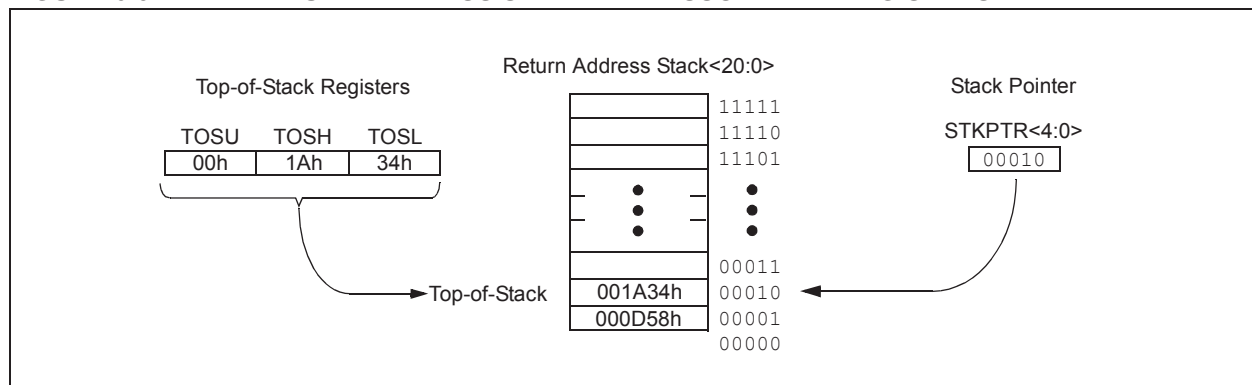 Return Address Stack<20:0>
Top-of-Stack Registers
Stack Pointer
TOSU TOSH TOSL
STKPTR<4:0>
00h 1Ah 34h
00010
11111
11110
11101
00011
Top-of-Stack
001A34h 00010
000D58h 00001
00000